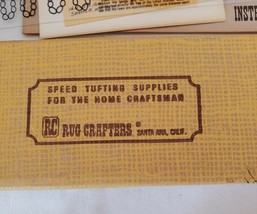 INST
SPEED TUFTING SUPPLIES
FOR THE HOME CRAFTSMAN
RC RUG CRAFTERS ® SANTA ANA, CALIF.